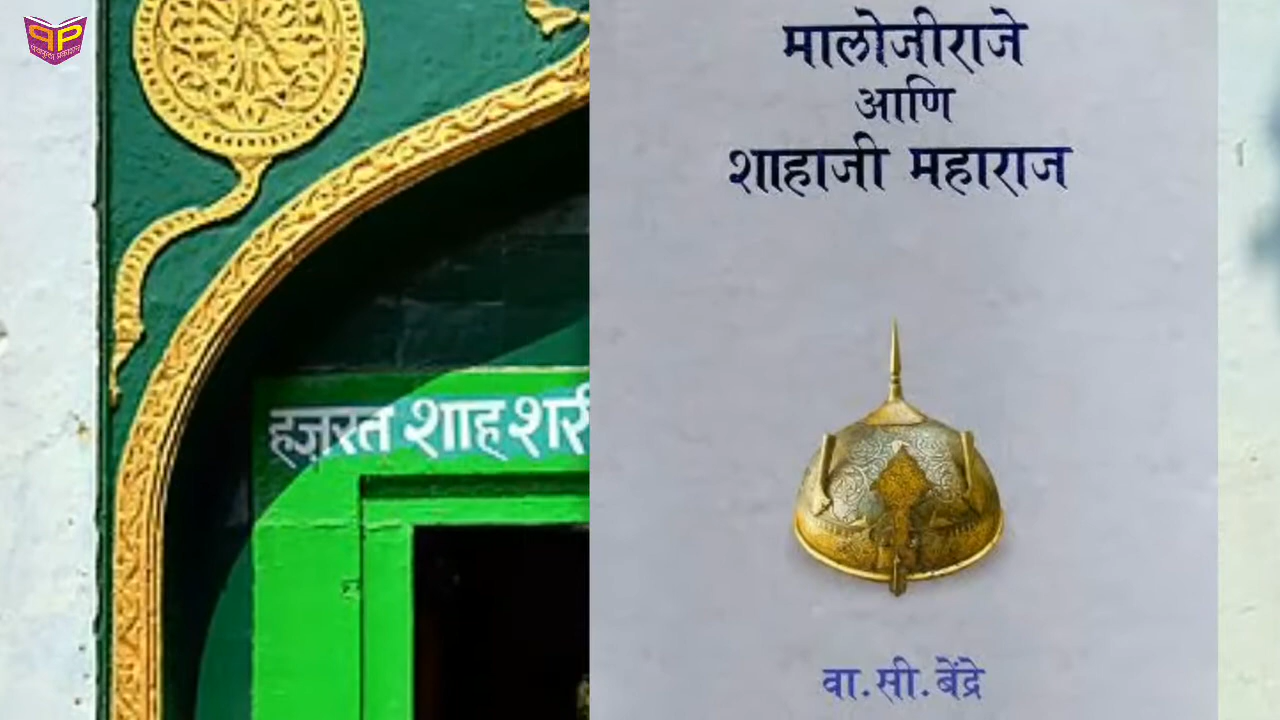 हज़रत शाह शरी
मालोजीराजे
आणि
शाहाजी महाराज
वा.सी.बेंद्रे